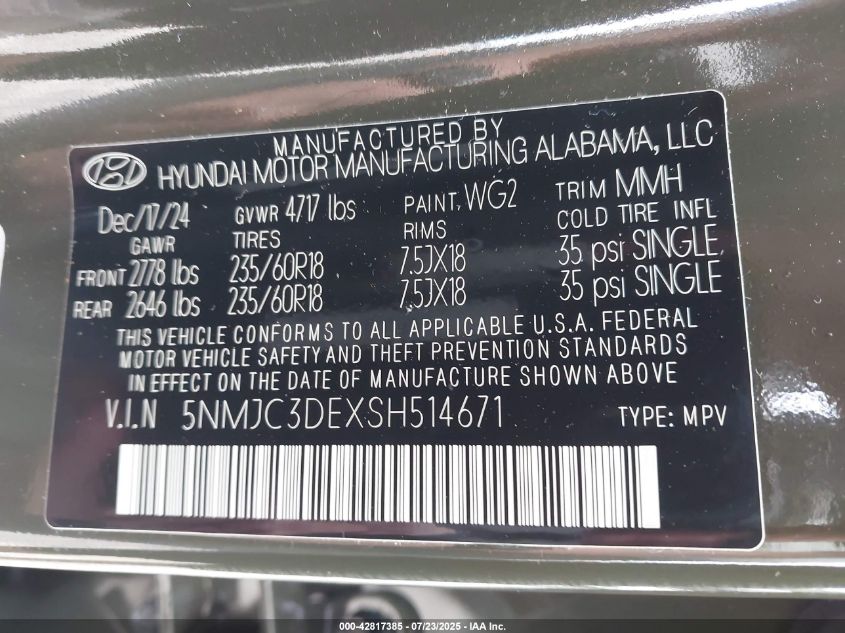 MANUFACTURED BY
HYUNDAI MOTOR MANUFACTURING ALABAMA, LLC
Dec/17/24 GVWR 4717 lbs PAINT. WG2 TRIM MMH
GAWR TIRES RIMS COLD TIRE INFL
FRONT 2778 lbs 235/60R18 7.5JX18 35 psi SINGLE
REAR 2646 lbs 235/60R18 7.5JX18 35 psi SINGLE
THIS VEHICLE CONFORMS TO ALL APPLICABLE U.S.A. FEDERAL
MOTOR VEHICLE SAFETY AND THEFT PREVENTION STANDARDS
IN EFFECT ON THE DATE OF MANUFACTURE SHOWN ABOVE
V.I.N 5NMJC3DEXSH514671 TYPE: MPV
000-42817385 - 07/23/2025 - IAA Inc.